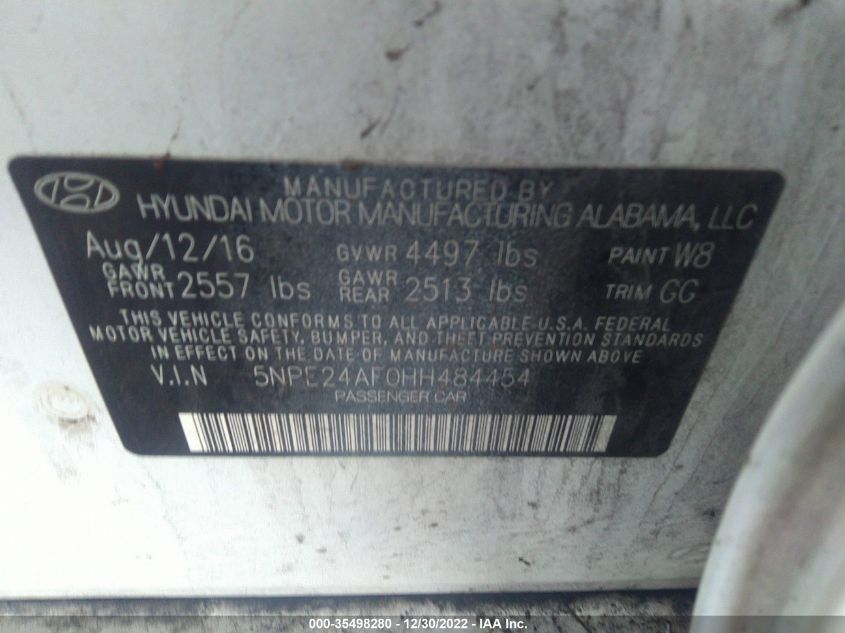 MANUFACTURED BY
HYUNDAI MOTOR MANUFACTURING ALABAMA, LLC
Aug/12/16 GVWR 4497 lbs PAINT W8
GAWR FRONT 2557 lbs GAWR REAR 2513 lbs TRIM GG
THIS VEHICLE CONFORMS TO ALL APPLICABLE U.S.A. FEDERAL
MOTOR VEHICLE SAFETY, BUMPER, AND THEFT PREVENTION STANDARDS
IN EFFECT ON THE DATE OF MANUFACTURE SHOWN ABOVE
V.I.N 5NPE24AF0HH484454
PASSENGER CAR
000-35498280 - 12/30/2022 - IAA Inc.